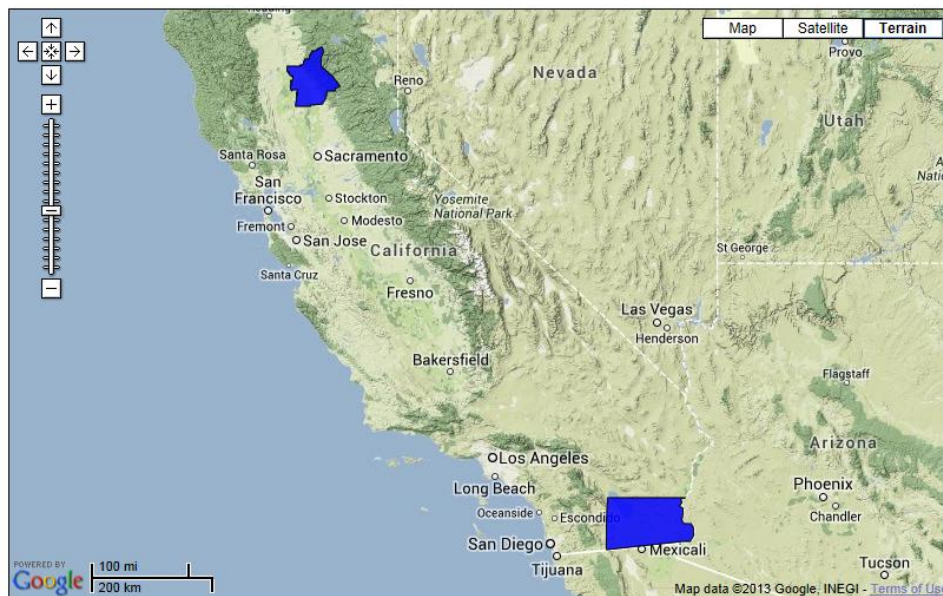 Redding
Map
Satellite
Terrain
Provo
Reno
Nevada
Utah
Santa Rosa
Sacramento
San
Francisco
Stockton
Yosemite
National Park
Modesto
Fremont
San Jose
California
St George
Santa Cruz
Fresno
Las Vegas
Henderson
Bakersfield
Flagstaff
Arizona
Los Angeles
Long Beach
Phoenix
Chandler
Oceanside
Escondido
San Diego
Mexicali
Tijuana
Tucson
POWERED BY
Google
100 mi
200 km
Map data ©2013 Google, INEGI - Terms of Us